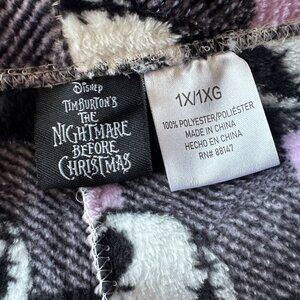 Disney
TIM BURTON'S
THE
NIGHTMARE
BEFORE
CHRISTMAS
1X/1XG
100% POLYESTER/POLIÉSTER
MADE IN CHINA
HECHO EN CHINA
RN# 88147